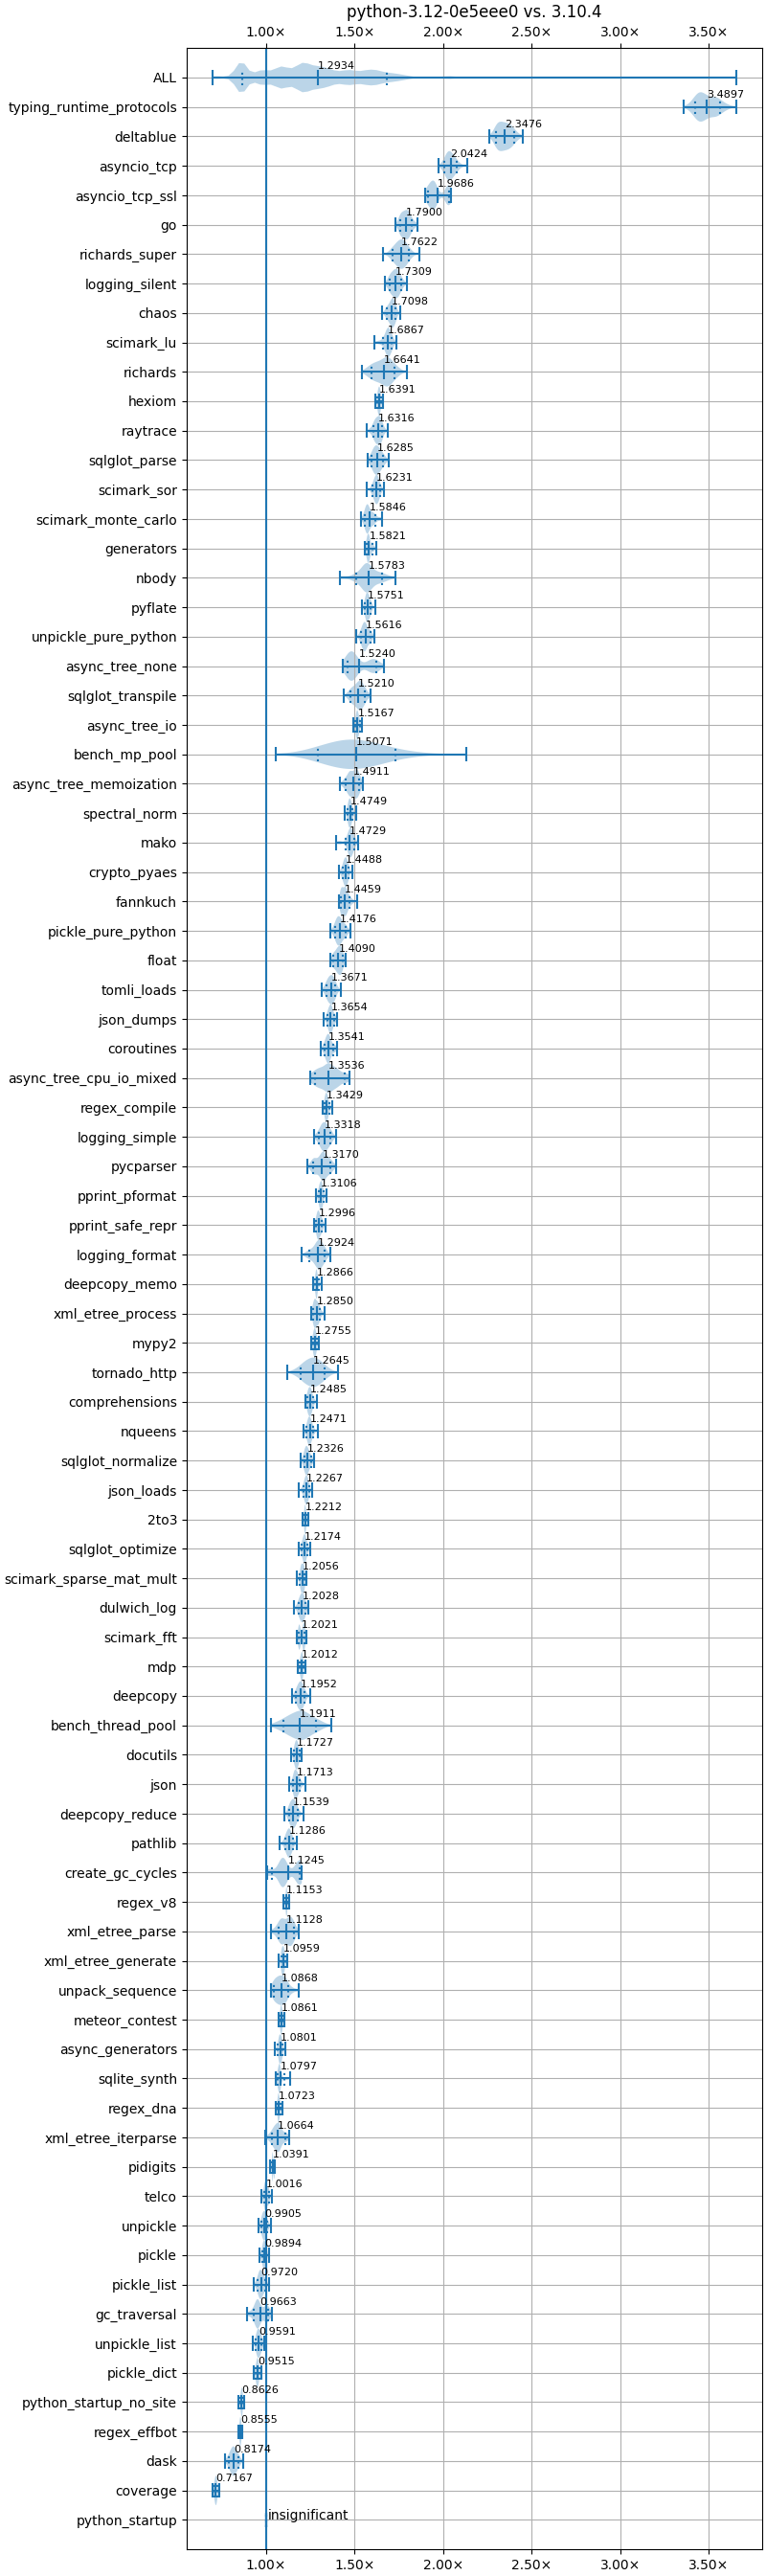 python-3.12-0e5eee0 vs. 3.10.4
1.00× 1.50× 2.00× 2.50× 3.00× 3.50×
ALL 1.2934
typing_runtime_protocols 3.4897
deltablue 2.3476
asyncio_tcp 2.0424
asyncio_tcp_ssl 1.9686
go 1.7900
richards_super 1.7622
logging_silent 1.7309
chaos 1.7098
scimark_lu 1.6867
richards 1.6641
hexiom 1.6391
raytrace 1.6316
sqlglot_parse 1.6285
scimark_sor 1.6231
scimark_monte_carlo 1.5846
generators 1.5821
nbody 1.5783
pyflate 1.5751
unpickle_pure_python 1.5616
async_tree_none 1.5240
sqlglot_transpile 1.5210
async_tree_io 1.5167
bench_mp_pool 1.5071
async_tree_memoization 1.4911
spectral_norm 1.4749
mako 1.4729
crypto_pyaes 1.4488
fannkuch 1.4459
pickle_pure_python 1.4176
float 1.4090
tomli_loads 1.3671
json_dumps 1.3654
coroutines 1.3541
async_tree_cpu_io_mixed 1.3536
regex_compile 1.3429
logging_simple 1.3318
pycparser 1.3170
pprint_pformat 1.3106
pprint_safe_repr 1.2996
logging_format 1.2924
deepcopy_memo 1.2866
xml_etree_process 1.2850
mypy2 1.2755
tornado_http 1.2645
comprehensions 1.2485
nqueens 1.2471
sqlglot_normalize 1.2326
json_loads 1.2267
2to3 1.2212
sqlglot_optimize 1.2174
scimark_sparse_mat_mult 1.2056
dulwich_log 1.2028
scimark_fft 1.2021
mdp 1.2012
deepcopy 1.1952
bench_thread_pool 1.1911
docutils 1.1727
json 1.1713
deepcopy_reduce 1.1539
pathlib 1.1286
create_gc_cycles 1.1245
regex_v8 1.1153
xml_etree_parse 1.1128
xml_etree_generate 1.0959
unpack_sequence 1.0868
meteor_contest 1.0861
async_generators 1.0801
sqlite_synth 1.0797
regex_dna 1.0723
xml_etree_iterparse 1.0664
pidigits 1.0391
telco 1.0016
unpickle 0.9905
pickle 0.9894
pickle_list 0.9720
gc_traversal 0.9663
unpickle_list 0.9591
pickle_dict 0.9515
python_startup_no_site 0.8626
regex_effbot 0.8555
dask 0.8174
coverage 0.7167
python_startup insignificant
1.00× 1.50× 2.00× 2.50× 3.00× 3.50×